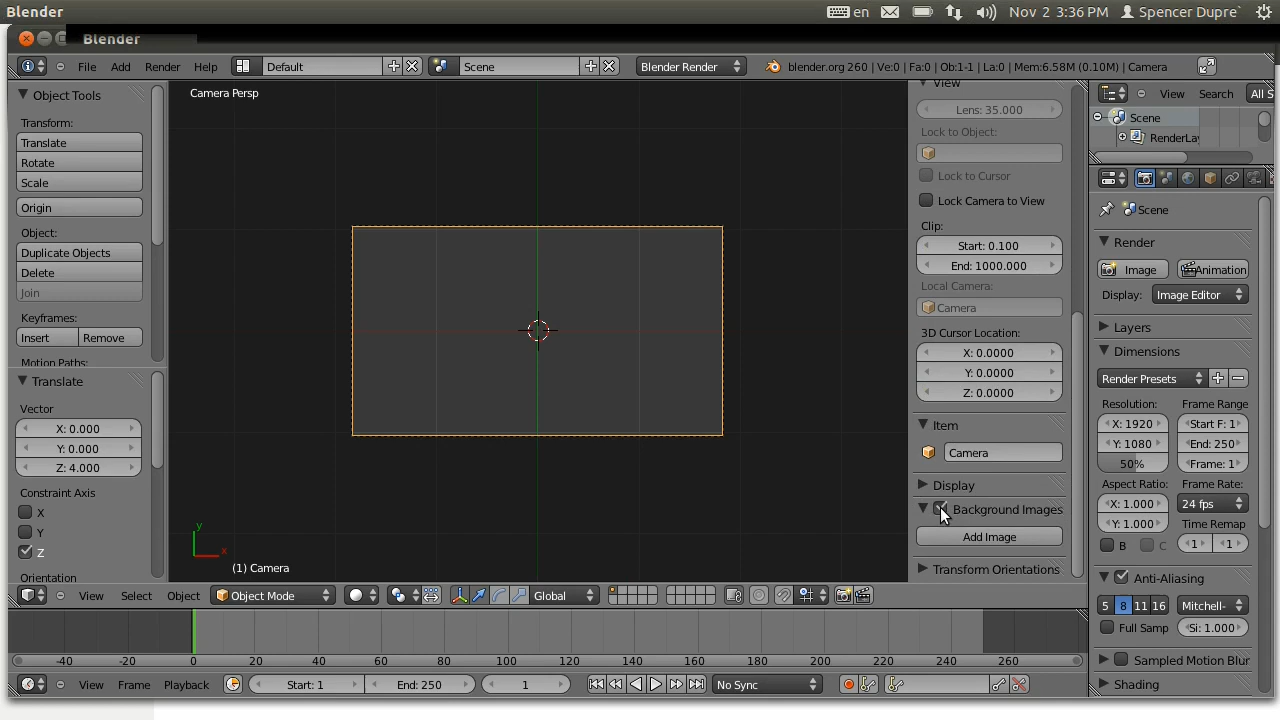 Blender
en
Nov 2 3:36 PM
Spencer Dupre`
Blender
File
Add
Render
Help
Default
Scene
Blender Render
blender.org 260 | Ve:0 | Fa:0 | Ob:1-1 | La:0 | Mem:6.58M (0.10M) | Camera
Object Tools
Transform:
Translate
Rotate
Scale
Origin
Object:
Duplicate Objects
Delete
Join
Keyframes:
Insert
Remove
Motion Paths:
Translate
Vector
X: 0.000
Y: 0.000
Z: 4.000
Constraint Axis
X
Y
Z
Orientation
Camera Persp
y
x
(1) Camera
View
Lens: 35.000
Lock to Object:
Lock to Cursor
Lock Camera to View
Clip:
Start: 0.100
End: 1000.000
Local Camera:
Camera
3D Cursor Location:
X: 0.0000
Y: 0.0000
Z: 0.0000
Item
Camera
Display
Background Images
Add Image
Transform Orientations
View
Search
All S
Scene
RenderLay
Scene
Render
Image
Animation
Display:
Image Editor
Layers
Dimensions
Render Presets
Resolution:
Frame Range
X: 1920
Start F: 1
Y: 1080
End: 250
50%
Frame: 1
Aspect Ratio:
Frame Rate:
X: 1.000
24 fps
Y: 1.000
Time Remap
B
C
1
1
Anti-Aliasing
5
8
11
16
Mitchell-
Full Samp
Si: 1.000
Sampled Motion Blur
Shading
View
Select
Object
Object Mode
Global
-40 -20 0 20 40 60 80 100 120 140 160 180 200 220 240 260
View
Frame
Playback
Start: 1
End: 250
1
No Sync